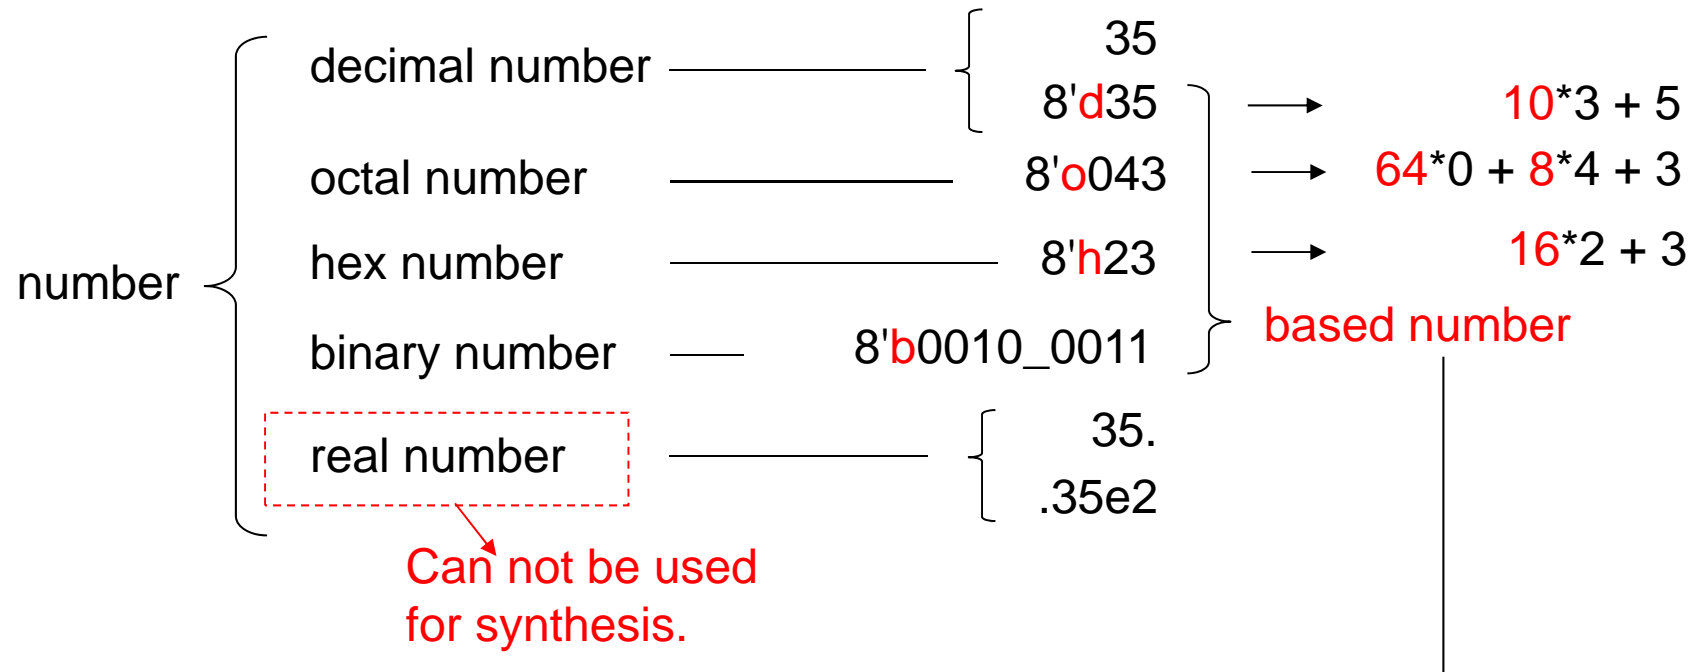 number
decimal number
35
8'd35
10*3 + 5
octal number
8'o043
64*0 + 8*4 + 3
hex number
8'h23
16*2 + 3
binary number
8'b0010_0011
based number
real number
35.
.35e2
Can not be used
for synthesis.